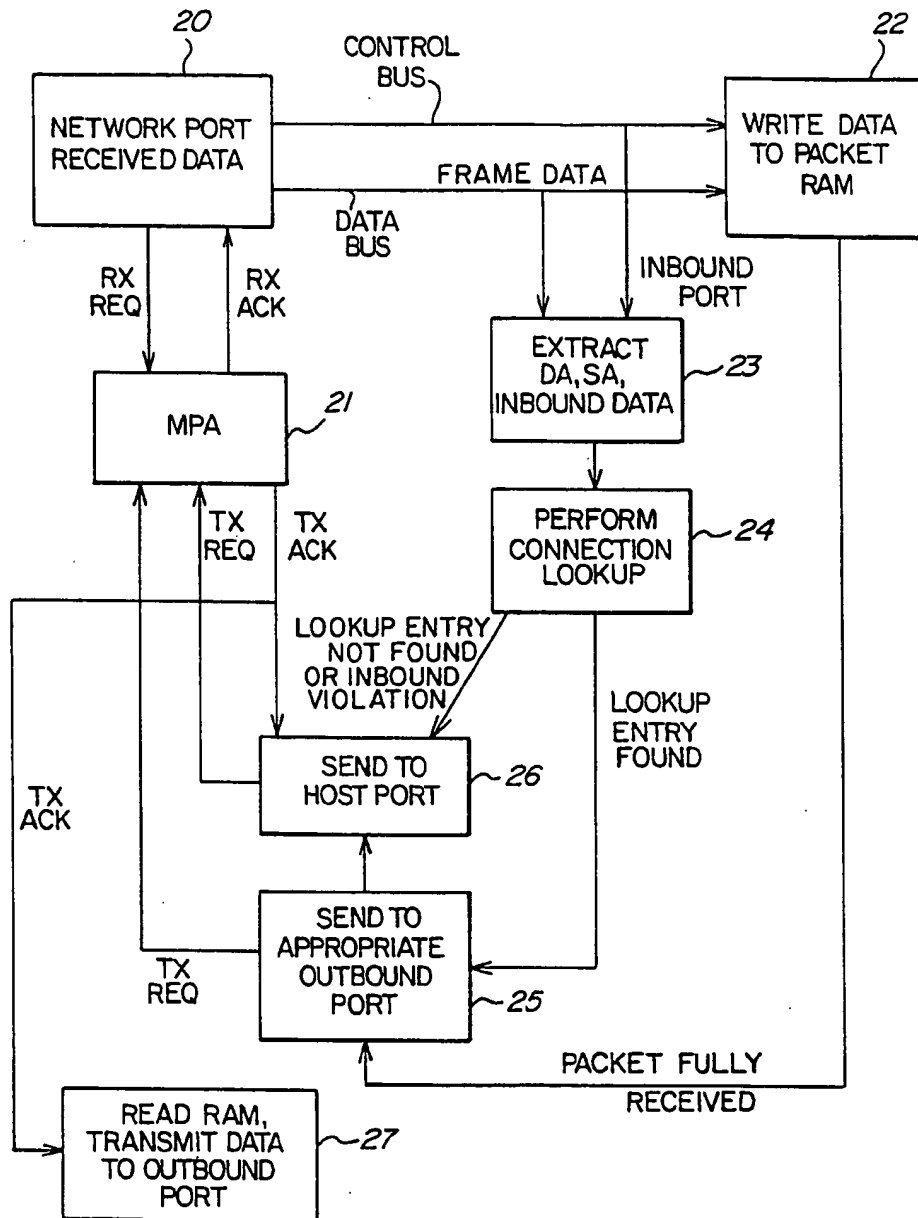 20
CONTROL
BUS
22
NETWORK PORT
RECEIVED DATA
WRITE DATA
TO PACKET
RAM
FRAME DATA
DATA
BUS
RX
REQ
RX
ACK
INBOUND
PORT
EXTRACT
DA, SA,
INBOUND DATA
23
MPA
21
TX
REQ
TX
ACK
PERFORM
CONNECTION
LOOKUP
24
LOOKUP ENTRY
NOT FOUND
OR INBOUND
VIOLATION
LOOKUP
ENTRY
FOUND
SEND TO
HOST PORT
26
TX
ACK
SEND TO
APPROPRIATE
OUTBOUND
PORT
25
TX
REQ
PACKET FULLY
RECEIVED
READ RAM,
TRANSMIT DATA
TO OUTBOUND
PORT
27